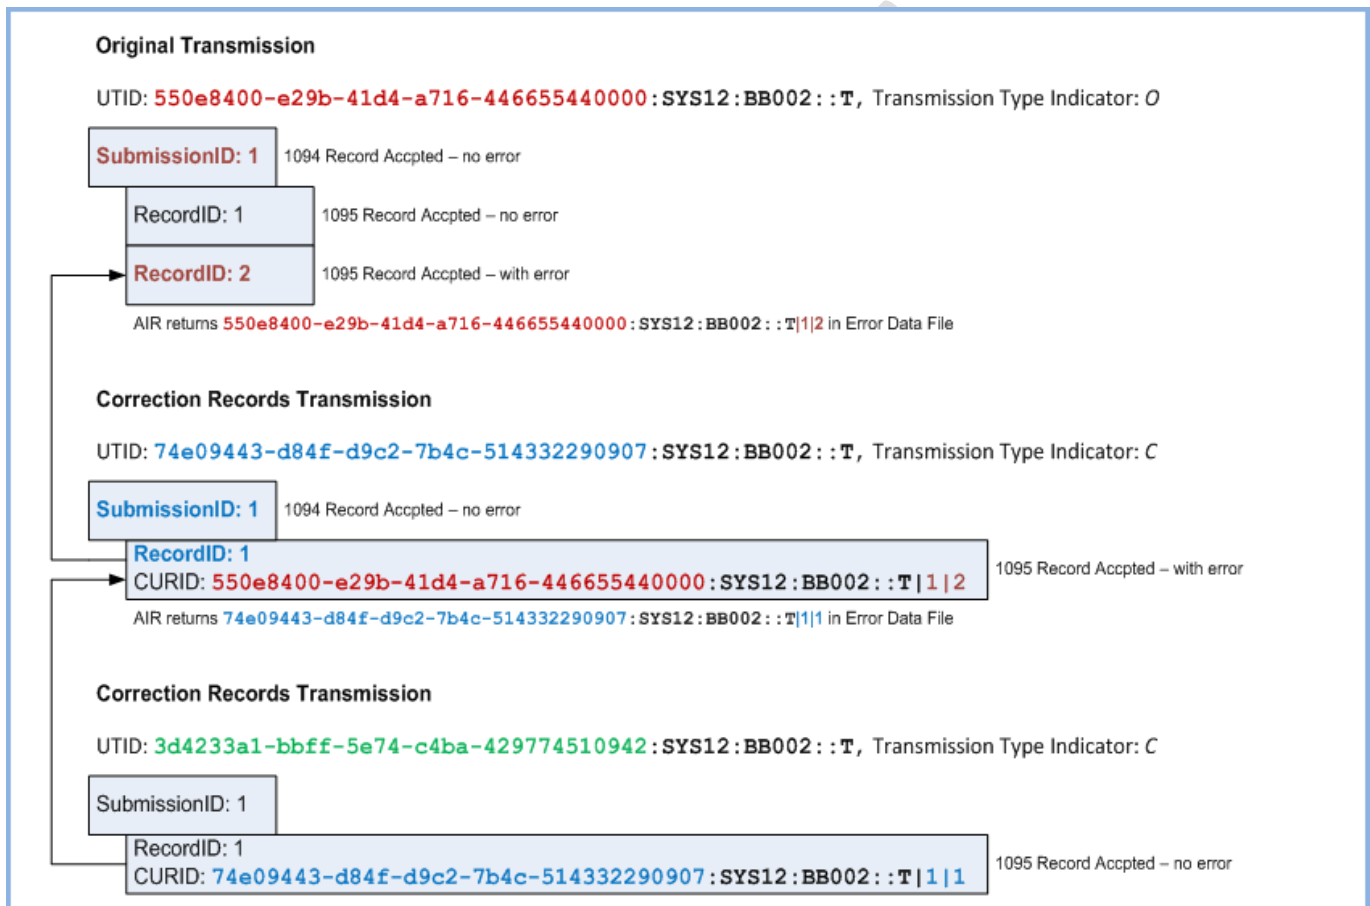 Original Transmission
UTID: 550e8400-e29b-41d4-a716-446655440000:SYS12:BB002::T, Transmission Type Indicator: O
SubmissionID: 1 1094 Record Accpted – no error
RecordID: 1 1095 Record Accpted – no error
RecordID: 2 1095 Record Accpted – with error
AIR returns 550e8400-e29b-41d4-a716-446655440000:SYS12:BB002::T|1|2 in Error Data File
Correction Records Transmission
UTID: 74e09443-d84f-d9c2-7b4c-514332290907:SYS12:BB002::T, Transmission Type Indicator: C
SubmissionID: 1 1094 Record Accpted – no error
RecordID: 1
CURID: 550e8400-e29b-41d4-a716-446655440000:SYS12:BB002::T|1|2 1095 Record Accpted – with error
AIR returns 74e09443-d84f-d9c2-7b4c-514332290907:SYS12:BB002::T|1|1 in Error Data File
Correction Records Transmission
UTID: 3d4233a1-bbff-5e74-c4ba-429774510942:SYS12:BB002::T, Transmission Type Indicator: C
SubmissionID: 1
RecordID: 1
CURID: 74e09443-d84f-d9c2-7b4c-514332290907:SYS12:BB002::T|1|1 1095 Record Accpted – no error